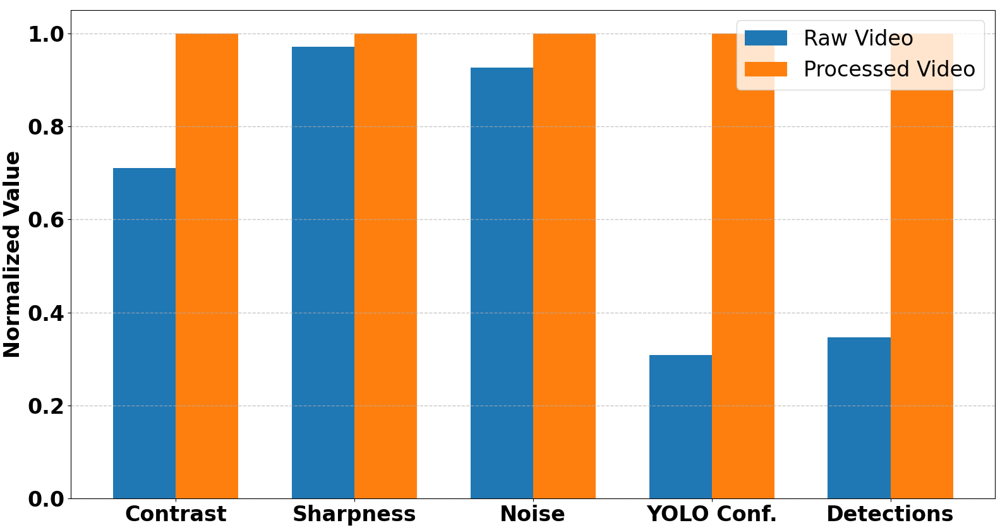 Normalized Value
1.0
0.8
0.6
0.4
0.2
0.0
Raw Video
Processed Video
Contrast
Sharpness
Noise
YOLO Conf.
Detections